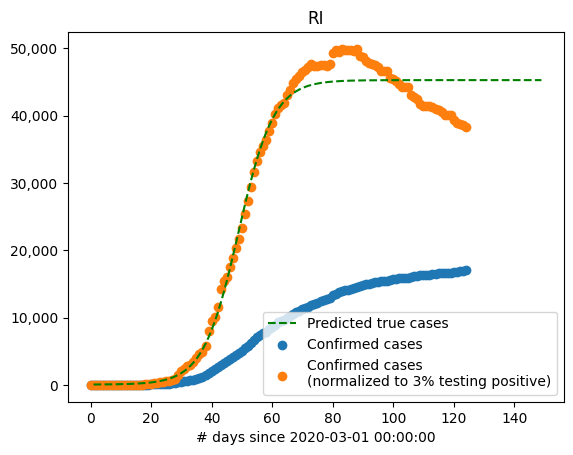 RI
50,000
40,000
30,000
20,000
10,000
0
Predicted true cases
Confirmed cases
Confirmed cases
(normalized to 3% testing positive)
0 20 40 60 80 100 120 140
# days since 2020-03-01 00:00:00